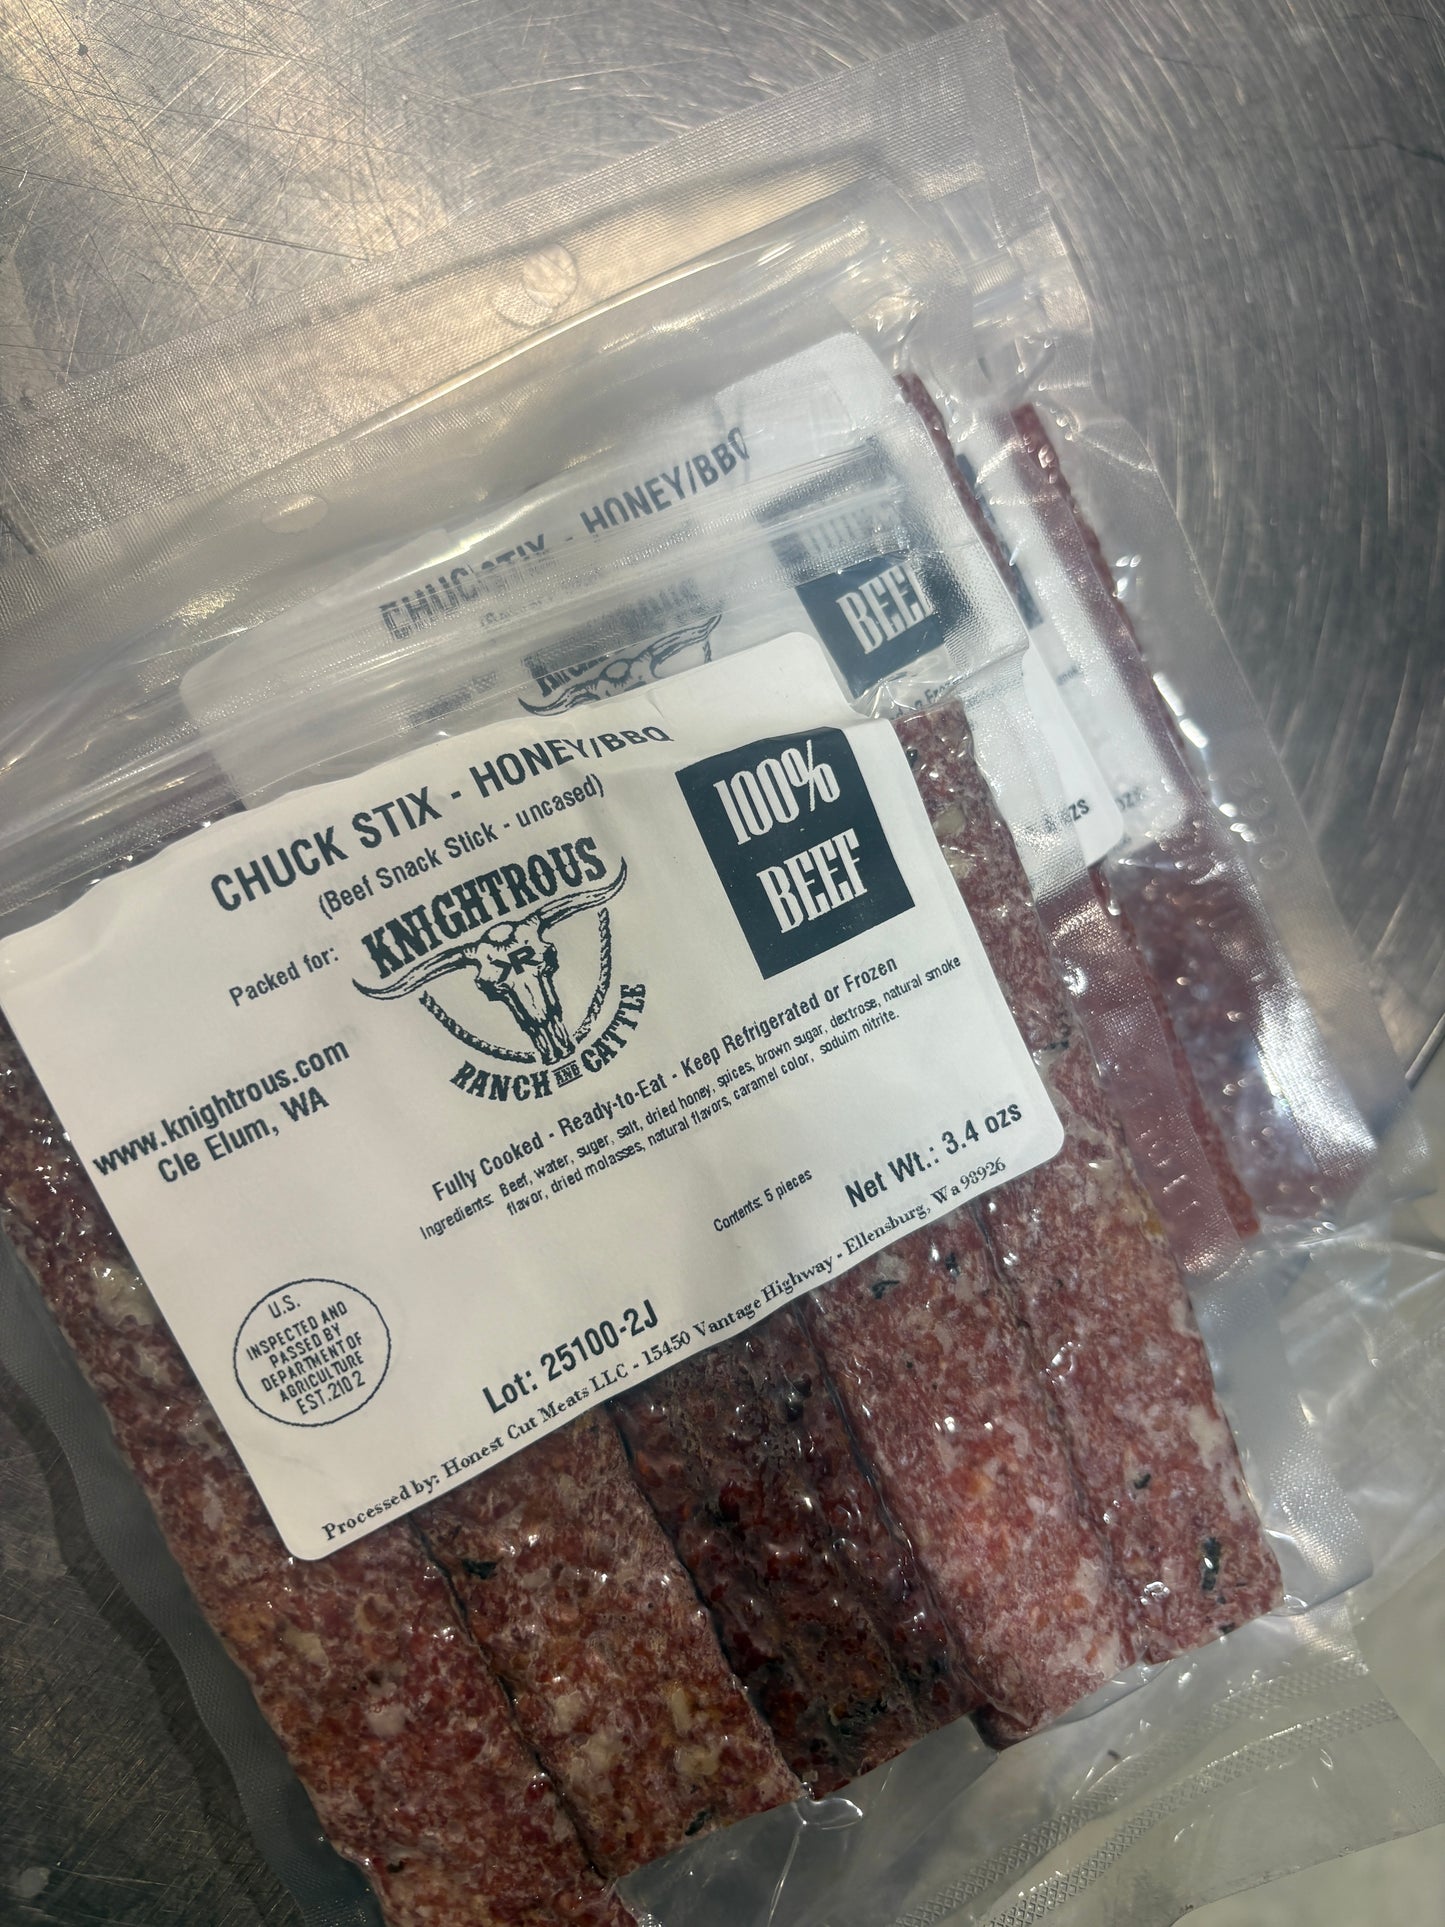 HONEY/BBQ
BEEF
CHUCK STIX - HONEY/BBQ
(Beef Snack Stick - uncased)
Packed for:
KNIGHTROUS
KR
RANCH AND CATTLE
100%
BEEF
www.knightrous.com
Cle Elum, WA
Fully Cooked - Ready-to-Eat - Keep Refrigerated or Frozen
Ingredients: Beef, water, suger, salt, dried honey, spices, brown sugar, dextrose, natural smoke
flavor, dried molasses, natural flavors, caramel color, soduim nitrite.
Contents: 5 pieces
Net Wt.: 3.4 ozs
U.S.
INSPECTED AND
PASSED BY
DEPARTMENT OF
AGRICULTURE
EST.2102
Lot: 25100-2J
Processed by: Honest Cut Meats LLC - 15450 Vantage Highway - Ellensburg, Wa 98926